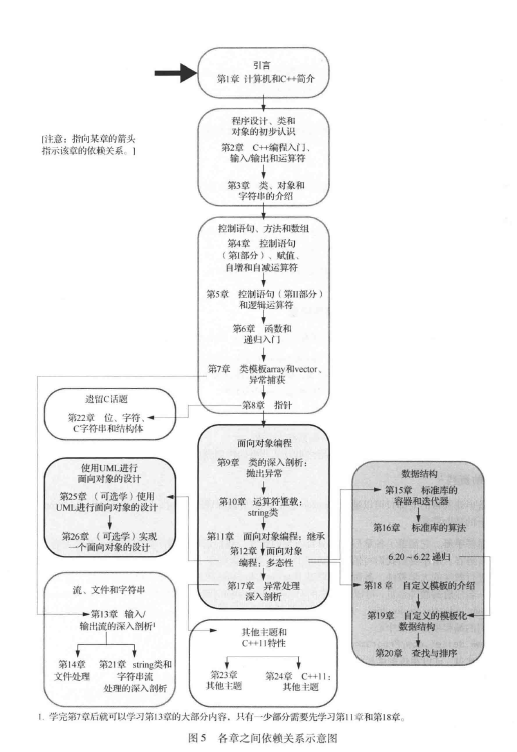 引言
第1章 计算机和C++简介
[注意：指向某章的箭头
指示该章的依赖关系。]
程序设计、类和
对象的初步认识
第2章 C++编程入门、
输入/输出和运算符
第3章 类、对象和
字符串的介绍
控制语句、方法和数组
第4章 控制语句
（第I部分）、赋值、
自增和自减运算符
第5章 控制语句（第II部分）
和逻辑运算符
第6章 函数和
递归入门
第7章 类模板array和vector、
异常捕获
第8章 指针
遗留C话题
第22章 位、字符、
C字符串和结构体
面向对象编程
第9章 类的深入剖析：
抛出异常
第10章 运算符重载：
string类
第11章 面向对象编程：继承
第12章 面向对象
编程：多态性
第17章 异常处理
深入剖析
使用UML进行
面向对象的设计
第25章 （可选学）使用
UML进行面向对象的设计
第26章 （可选学）实现
一个面向对象的设计
数据结构
第15章 标准库的
容器和迭代器
第16章 标准库的算法
6.20～6.22 递归
第18章 自定义模板的介绍
第19章 自定义的模板化
数据结构
第20章 查找与排序
流、文件和字符串
第13章 输入/
输出流的深入剖析1
第14章
文件处理
第21章 string类和
字符串流
处理的深入剖析
其他主题和
C++11特性
第23章
其他主题
第24章 C++11：
其他主题
1. 学完第7章后就可以学习第13章的大部分内容，只有一少部分需要先学习第11章和第18章。
图5 各章之间依赖关系示意图